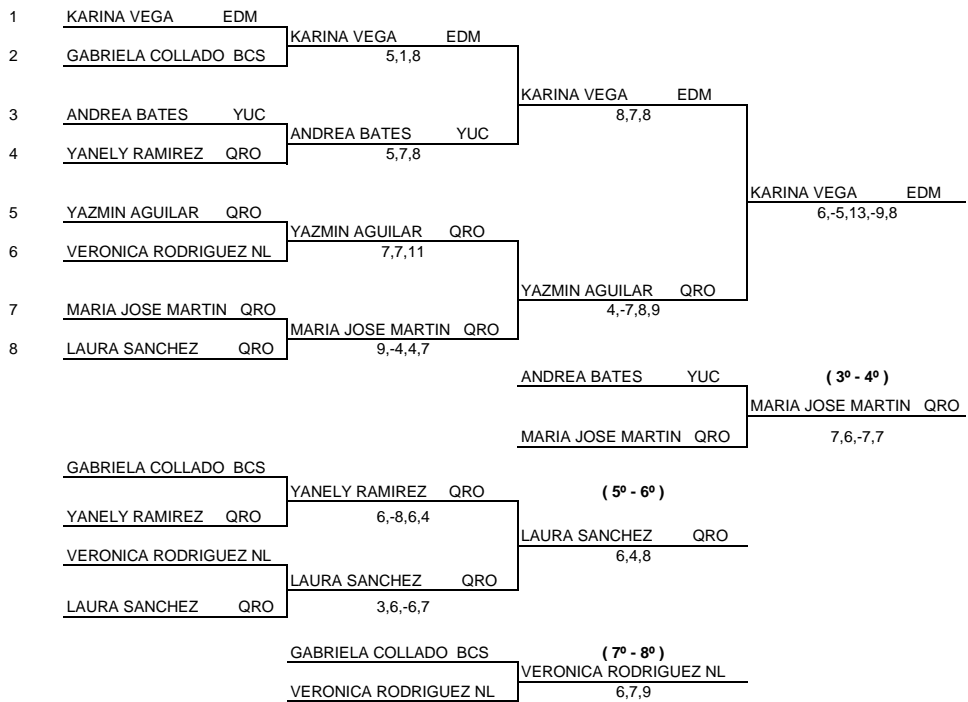 1 KARINA VEGA EDM
KARINA VEGA EDM
2 GABRIELA COLLADO BCS 5,1,8
KARINA VEGA EDM
3 ANDREA BATES YUC 8,7,8
ANDREA BATES YUC
4 YANELY RAMIREZ QRO 5,7,8
KARINA VEGA EDM
5 YAZMIN AGUILAR QRO 6,-5,13,-9,8
YAZMIN AGUILAR QRO
6 VERONICA RODRIGUEZ NL 7,7,11
YAZMIN AGUILAR QRO
7 MARIA JOSE MARTIN QRO 4,-7,8,9
MARIA JOSE MARTIN QRO
8 LAURA SANCHEZ QRO 9,-4,4,7
ANDREA BATES YUC ( 3º - 4º )
MARIA JOSE MARTIN QRO
MARIA JOSE MARTIN QRO 7,6,-7,7
GABRIELA COLLADO BCS
YANELY RAMIREZ QRO ( 5º - 6º )
YANELY RAMIREZ QRO 6,-8,6,4
LAURA SANCHEZ QRO
VERONICA RODRIGUEZ NL 6,4,8
LAURA SANCHEZ QRO
LAURA SANCHEZ QRO 3,6,-6,7
GABRIELA COLLADO BCS ( 7º - 8º )
VERONICA RODRIGUEZ NL
VERONICA RODRIGUEZ NL 6,7,9